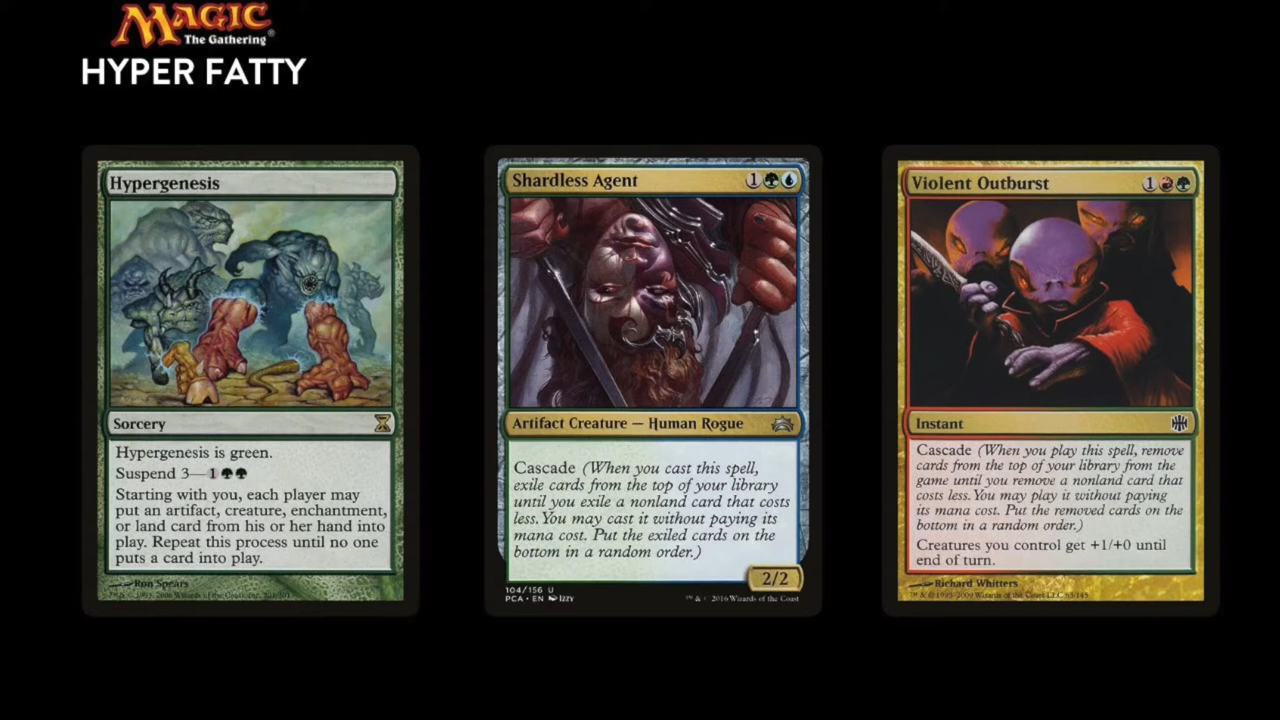 MAGIC
The Gathering®
HYPER FATTY
Hypergenesis
Sorcery
Hypergenesis is green.
Suspend 3—1
Starting with you, each player may
put an artifact, creature, enchantment,
or land card from his or her hand into
play. Repeat this process until no one
puts a card into play.
Ron Spears
Shardless Agent 1
Artifact Creature — Human Rogue
Cascade (When you cast this spell,
exile cards from the top of your library
until you exile a nonland card that costs
less. You may cast it without paying its
mana cost. Put the exiled cards on the
bottom in a random order.)
2/2
104/156 U
PCA • EN Izzy
™ & © 2016 Wizards of the Coast
Violent Outburst 1
Instant
Cascade (When you play this spell, remove
cards from the top of your library from the
game until you remove a nonland card that
costs less. You may play it without paying
its mana cost. Put the removed cards on the
bottom in a random order.)
Creatures you control get +1/+0 until
end of turn.
Richard Whitters